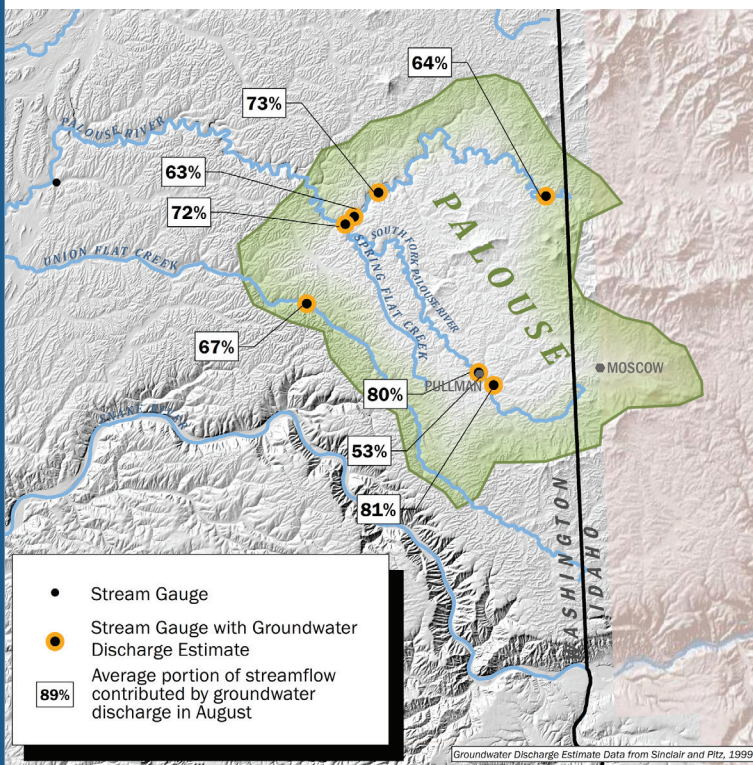 64%
73%
PALOUSE RIVER
63%
72%
PALOUSE
SOUTH FORK PALOUSE RIVER
UNION FLAT CREEK
SPRING FLAT CREEK
67%
MOSCOW
80%
PULLMAN
SNAKE RIVER
53%
81%
WASHINGTON
IDAHO
Stream Gauge
Stream Gauge with Groundwater
Discharge Estimate
89%
Average portion of streamflow
contributed by groundwater
discharge in August
Groundwater Discharge Estimate Data from Sinclair and Pitz, 1999